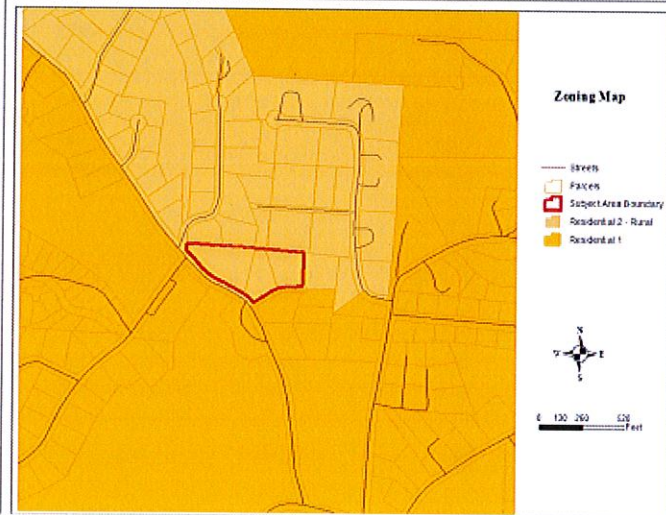 Zoning Map
Streets
Parcels
Subject Area Boundary
Residential 2 - Rural
Residential 1
N
W E
S
0 130 260 520
Feet